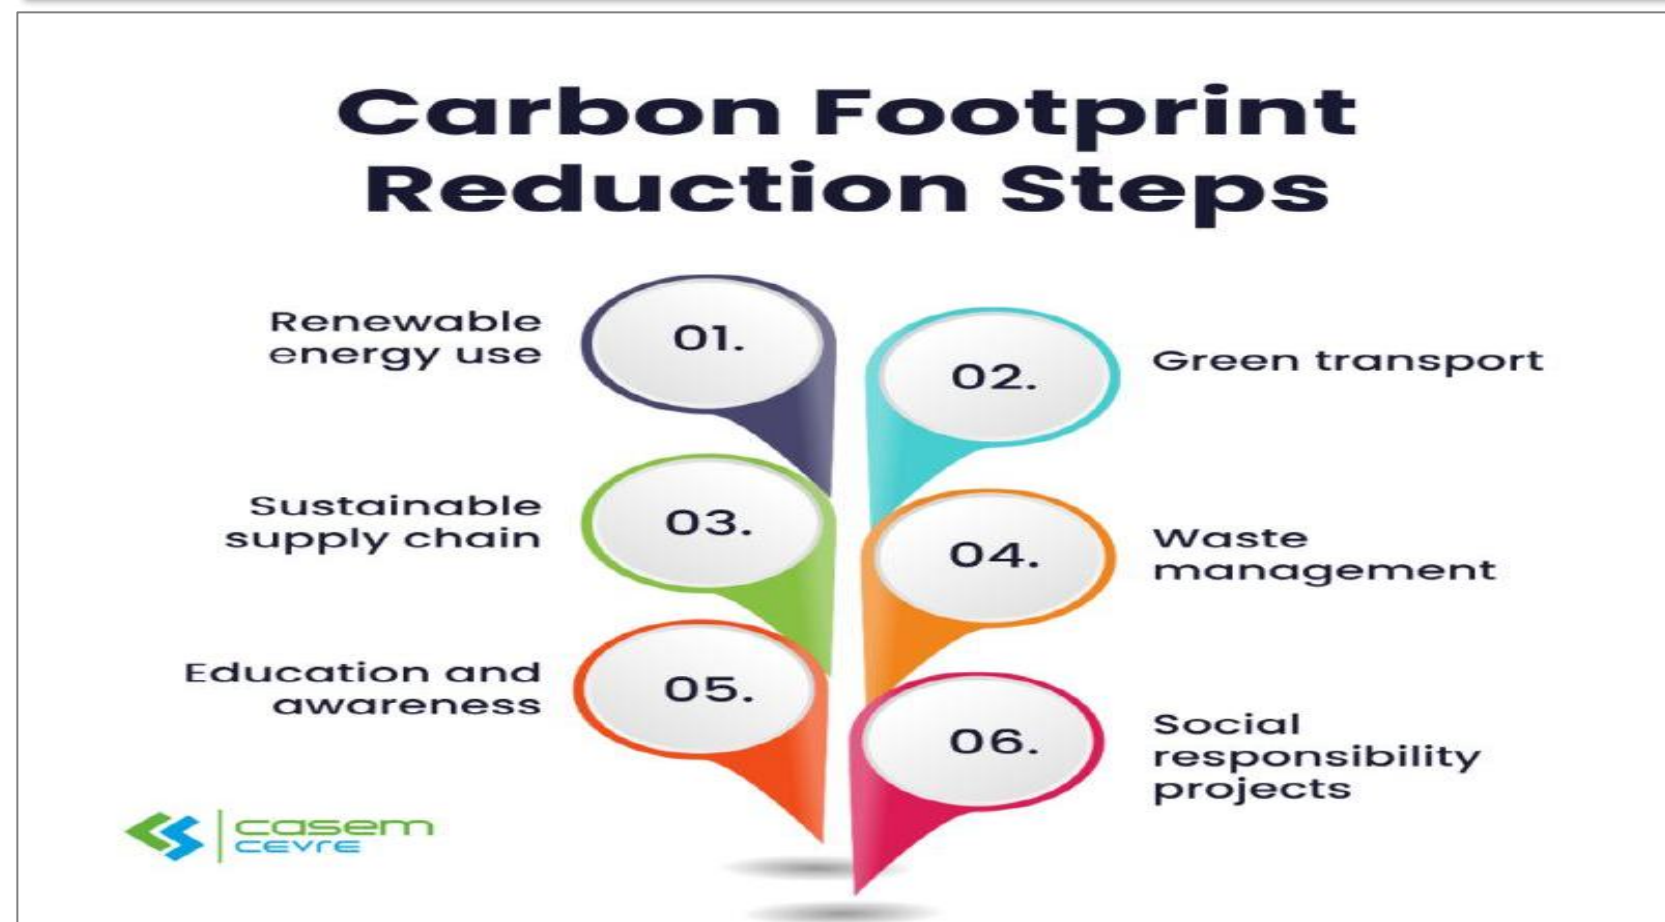 Carbon Footprint
Reduction Steps
01.
Renewable
energy use
02.
Green transport
03.
Sustainable
supply chain
04.
Waste
management
05.
Education and
awareness
06.
Social
responsibility
projects
casem
cevre